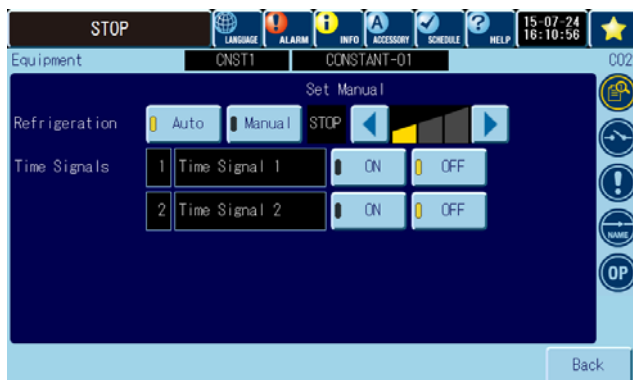 STOP LANGUAGE ALARM INFO ACCESSORY SCHEDULE HELP 15-07-24 16:10:56
Equipment CNST1 CONSTANT-01 CO2
Set Manual
Refrigeration Auto Manual STOP
Time Signals 1 Time Signal 1 ON OFF
2 Time Signal 2 ON OFF
NAME
OP
Back